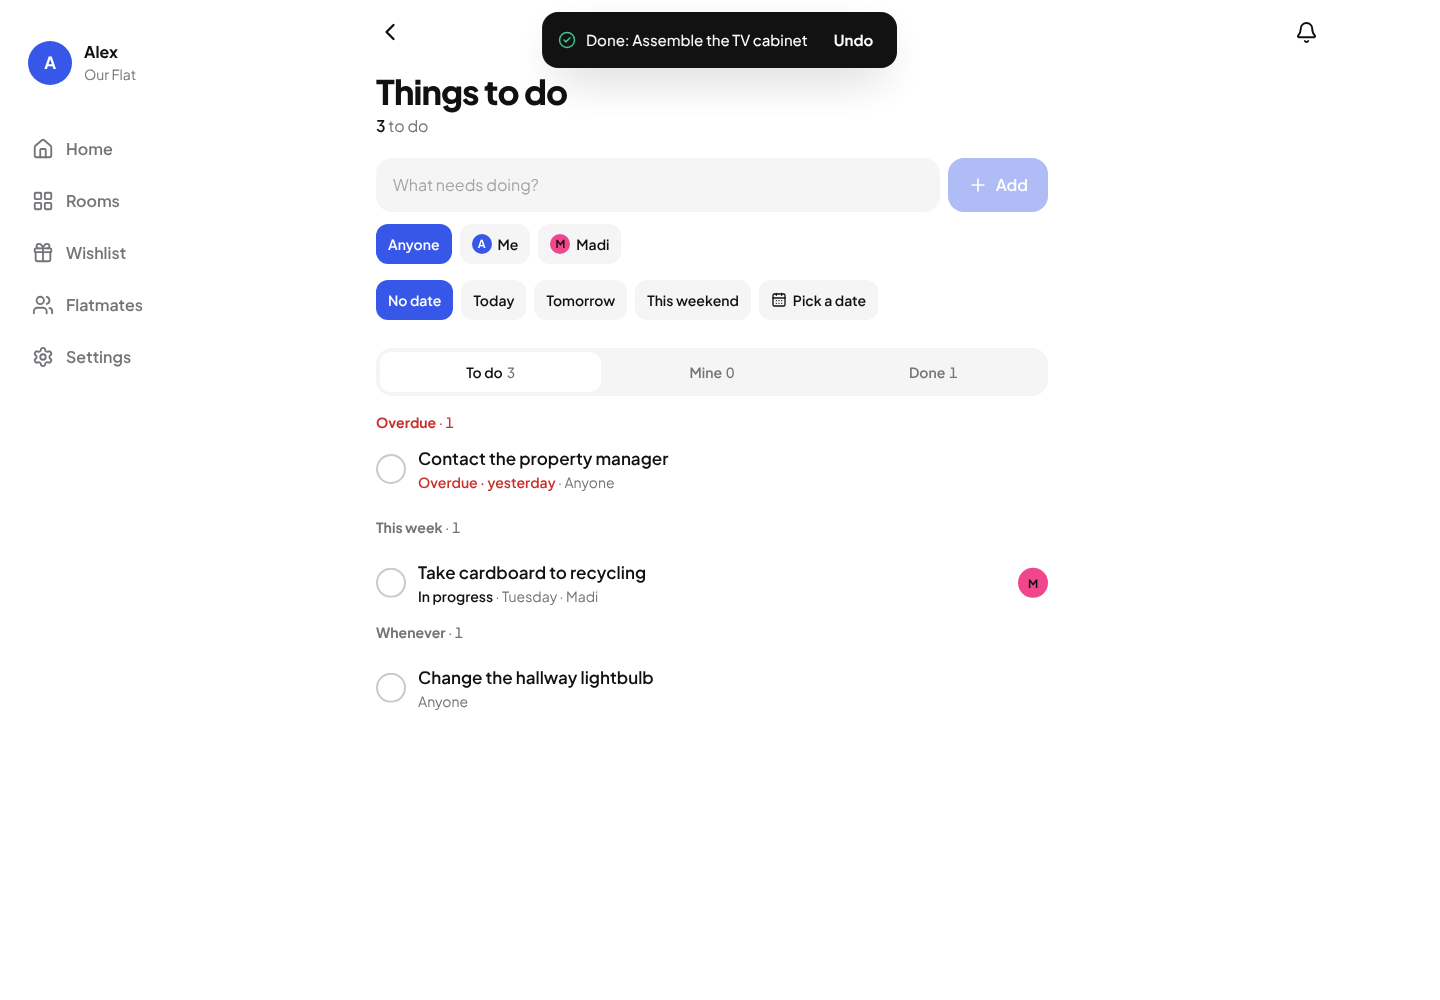 A
Alex
Our Flat
Home
Rooms
Wishlist
Flatmates
Settings
Done: Assemble the TV cabinet Undo
Things to do
3 to do
What needs doing?
Add
Anyone
A Me
M Madi
No date
Today
Tomorrow
This weekend
Pick a date
To do 3
Mine 0
Done 1
Overdue · 1
Contact the property manager
Overdue · yesterday · Anyone
This week · 1
Take cardboard to recycling
In progress · Tuesday · Madi
M
Whenever · 1
Change the hallway lightbulb
Anyone